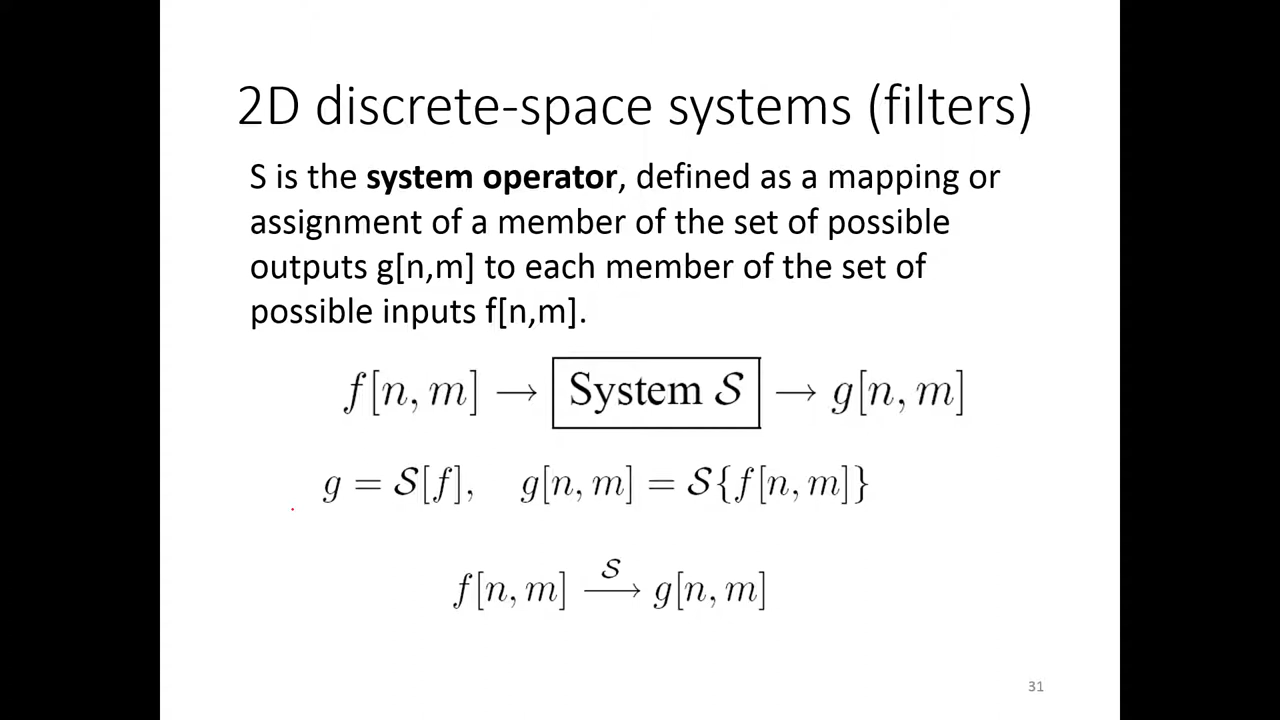 2D discrete-space systems (filters)
S is the system operator, defined as a mapping or
assignment of a member of the set of possible
outputs g[n,m] to each member of the set of
possible inputs f[n,m].
f[n, m] → System 𝒮 → g[n, m]
g = 𝒮[f], g[n, m] = 𝒮{f[n, m]}
𝒮
f[n, m] ⟶ g[n, m]
31